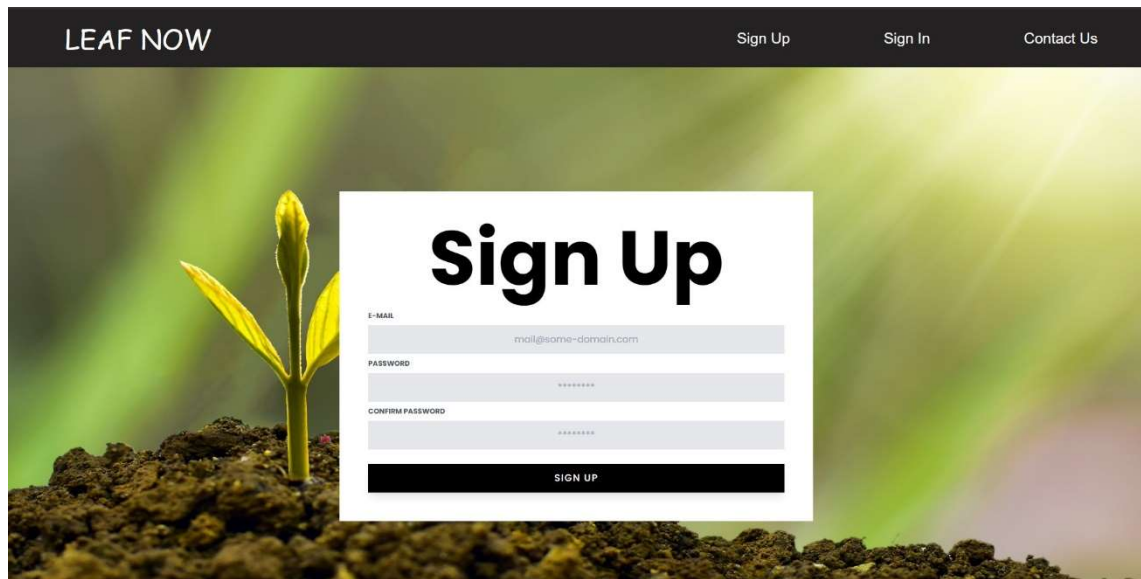 LEAF NOW
Sign Up
Sign In
Contact Us
Sign Up
E-MAIL
mail@some-domain.com
PASSWORD
********
CONFIRM PASSWORD
********
SIGN UP